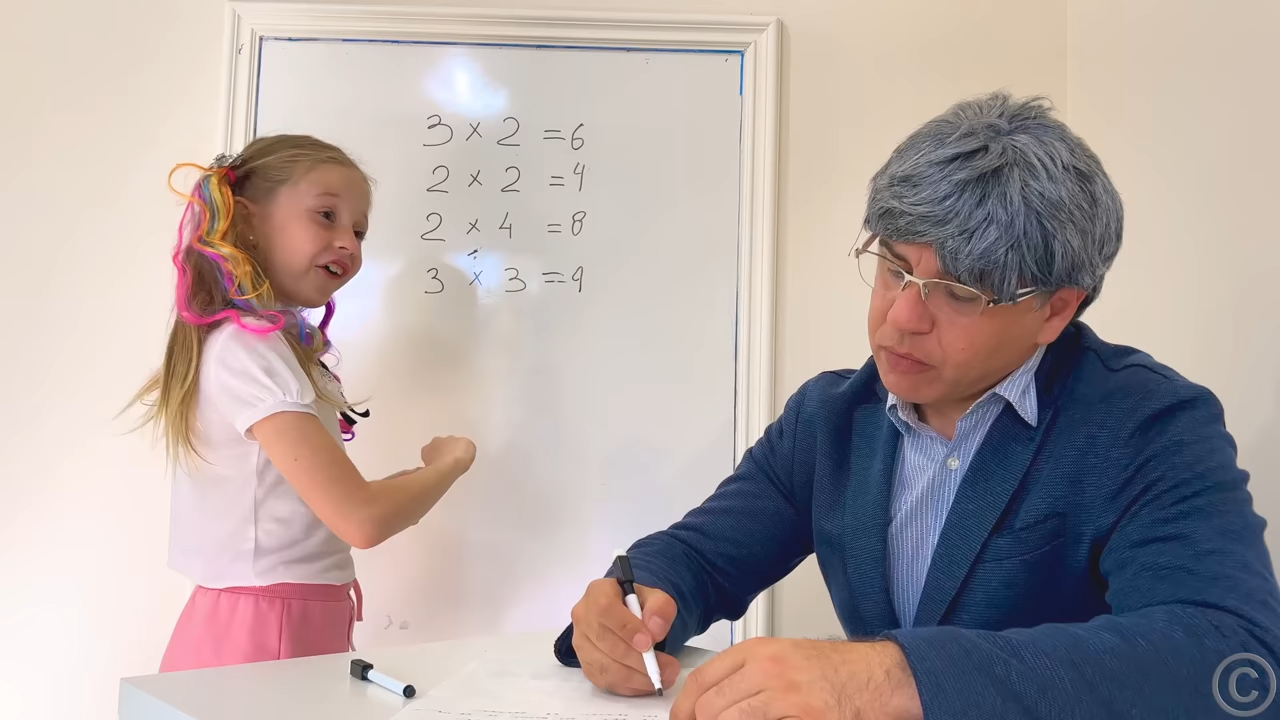 3 × 2 = 6
2 × 2 = 4
2 × 4 = 8
3 × 3 = 9
©